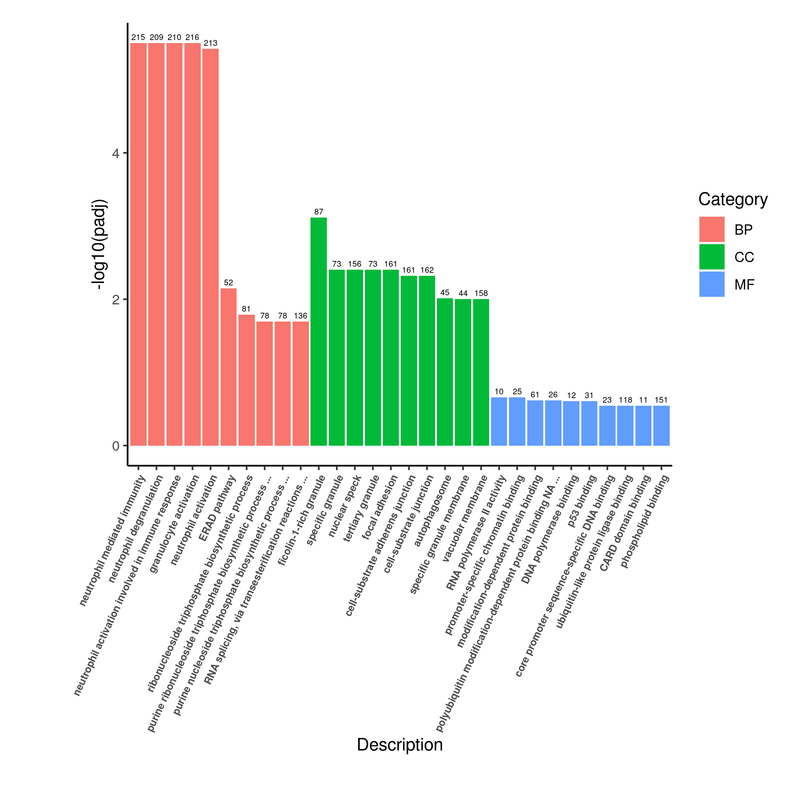 215 209 210 216 213 52 81 78 78 136 87 73 156 73 161 161 162 45 44 158 10 25 61 26 12 31 23 118 11 151
4
2
0
-log10(padj)
Category
BP
CC
MF
neutrophil mediated immunity
neutrophil degranulation
neutrophil activation involved in immune response
granulocyte activation
neutrophil activation
ERAD pathway
ribonucleoside triphosphate biosynthetic process
purine ribonucleoside triphosphate biosynthetic process ...
purine nucleoside triphosphate biosynthetic process ...
RNA splicing, via transesterification reactions ...
ficolin-1-rich granule
specific granule
nuclear speck
tertiary granule
focal adhesion
cell-substrate adherens junction
cell-substrate junction
autophagosome
specific granule membrane
vacuolar membrane
RNA polymerase II activity
promoter-specific chromatin binding
modification-dependent protein binding
polyubiquitin modification-dependent protein binding NA ...
DNA polymerase binding
p53 binding
core promoter sequence-specific DNA binding
ubiquitin-like protein ligase binding
CARD domain binding
phospholipid binding
Description